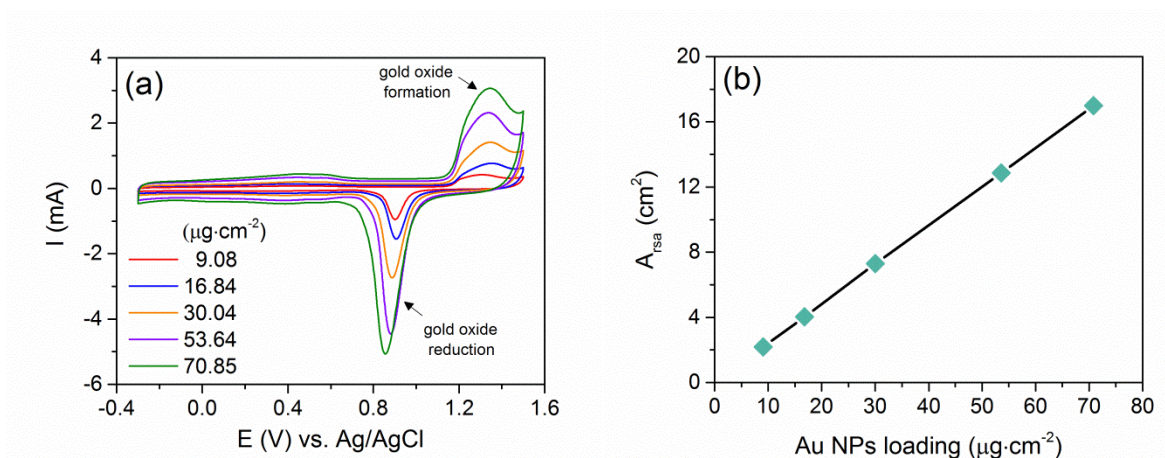 (a)
gold oxide
formation
4
2
0
-2
-4
-6
I (mA)
(μg·cm⁻²)
9.08
16.84
30.04
53.64
70.85
gold oxide
reduction
-0.4 0.0 0.4 0.8 1.2 1.6
E (V) vs. Ag/AgCl
(b)
20
16
12
8
4
0
Aᵣₛₐ (cm²)
0 10 20 30 40 50 60 70 80
Au NPs loading (μg·cm⁻²)